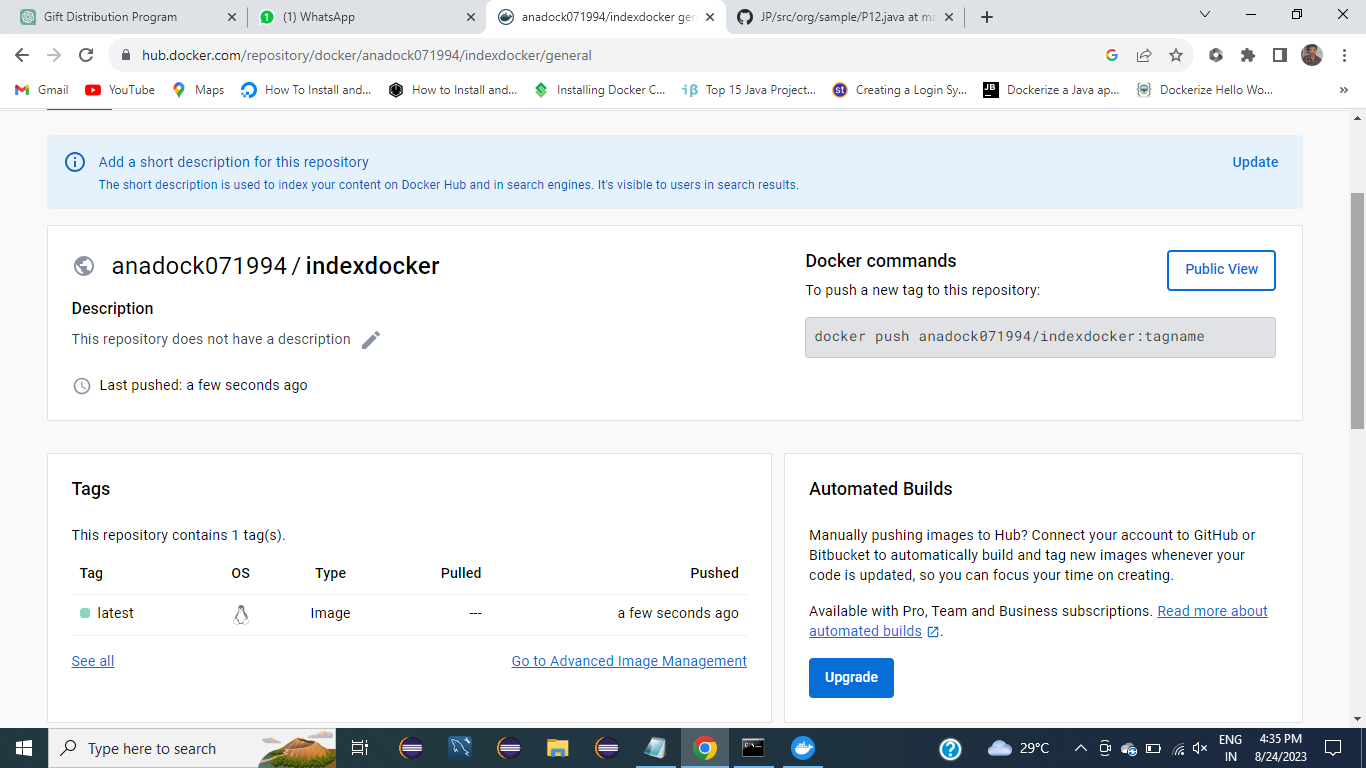 Gift Distribution Program
(1) WhatsApp
anadock071994/indexdocker gen
JP/src/org/sample/P12.java at ma
hub.docker.com/repository/docker/anadock071994/indexdocker/general
Gmail
YouTube
Maps
How To Install and...
How to Install and...
Installing Docker C...
Top 15 Java Project...
Creating a Login Sy...
Dockerize a Java ap...
Dockerize Hello Wo...
»
Add a short description for this repository
Update
The short description is used to index your content on Docker Hub and in search engines. It's visible to users in search results.
anadock071994 / indexdocker
Description
This repository does not have a description
Last pushed: a few seconds ago
Docker commands
Public View
To push a new tag to this repository:
docker push anadock071994/indexdocker:tagname
Tags
This repository contains 1 tag(s).
Tag OS Type Pulled Pushed
latest Image --- a few seconds ago
See all
Go to Advanced Image Management
Automated Builds
Manually pushing images to Hub? Connect your account to GitHub or
Bitbucket to automatically build and tag new images whenever your
code is updated, so you can focus your time on creating.
Available with Pro, Team and Business subscriptions. Read more about
automated builds .
Upgrade
Type here to search
29°C
ENG
IN
4:35 PM
8/24/2023